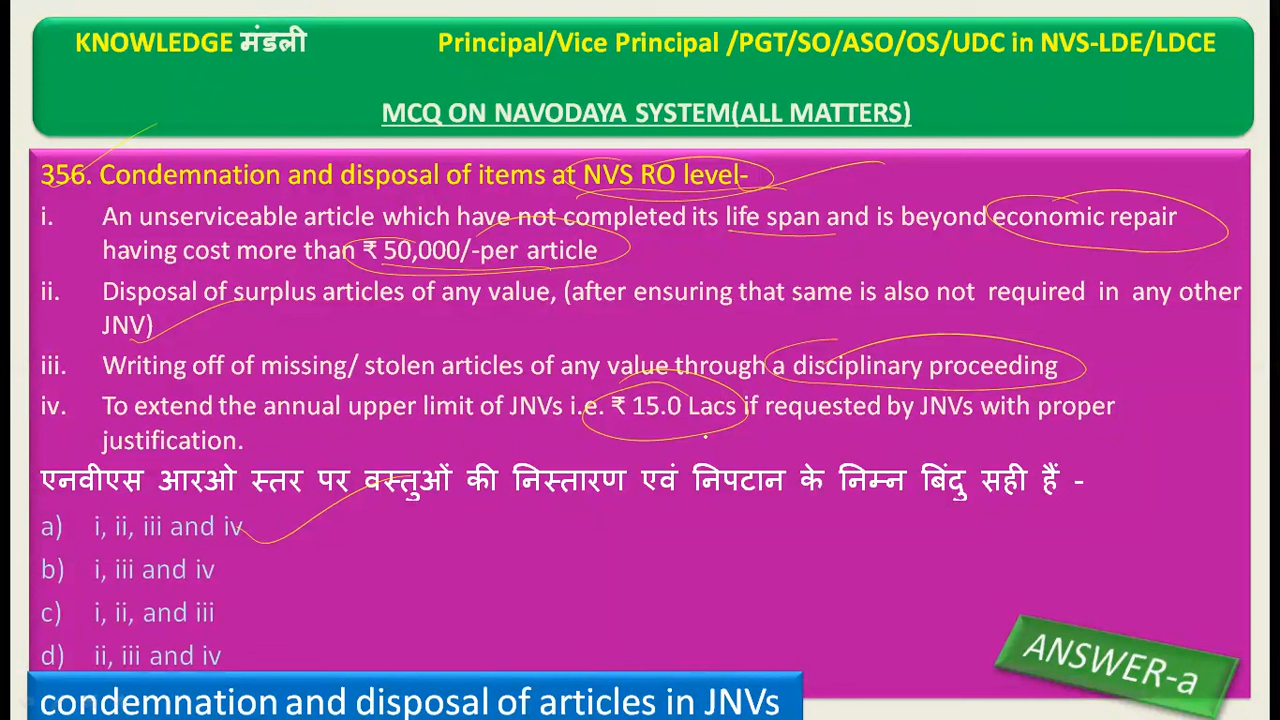 KNOWLEDGE मंडली Principal/Vice Principal /PGT/SO/ASO/OS/UDC in NVS-LDE/LDCE
MCQ ON NAVODAYA SYSTEM(ALL MATTERS)
356. Condemnation and disposal of items at NVS RO level-
i. An unserviceable article which have not completed its life span and is beyond economic repair
having cost more than ₹ 50,000/-per article
ii. Disposal of surplus articles of any value, (after ensuring that same is also not required in any other
JNV)
iii. Writing off of missing/ stolen articles of any value through a disciplinary proceeding
iv. To extend the annual upper limit of JNVs i.e. ₹ 15.0 Lacs if requested by JNVs with proper
justification.
एनवीएस आरओ स्तर पर वस्तुओं की निस्तारण एवं निपटान के निम्न बिंदु सही हैं -
a) i, ii, iii and iv
b) i, iii and iv
c) i, ii, and iii
d) ii, iii and iv
ANSWER-a
condemnation and disposal of articles in JNVs